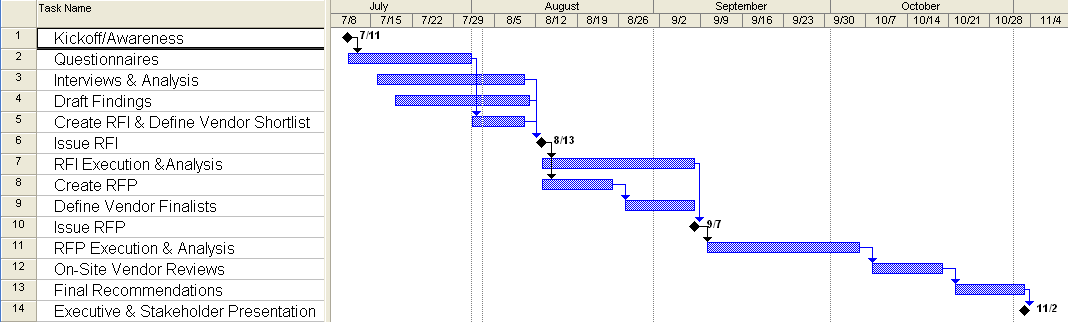 Task Name
July August September October
7/8 7/15 7/22 7/29 8/5 8/12 8/19 8/26 9/2 9/9 9/16 9/23 9/30 10/7 10/14 10/21 10/28 11/4
1 Kickoff/Awareness 7/11
2 Questionnaires
3 Interviews & Analysis
4 Draft Findings
5 Create RFI & Define Vendor Shortlist
6 Issue RFI 8/13
7 RFI Execution &Analysis
8 Create RFP
9 Define Vendor Finalists
10 Issue RFP 9/7
11 RFP Execution & Analysis
12 On-Site Vendor Reviews
13 Final Recommendations
14 Executive & Stakeholder Presentation 11/2